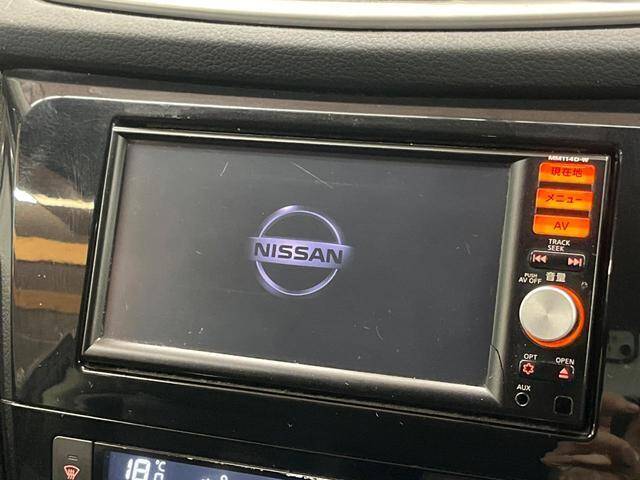 MM114D-W
現在地
メニュー
AV
TRACK
SEEK
NISSAN
音量
PUSH
AV OFF
OPT
OPEN
AUX
18
°C